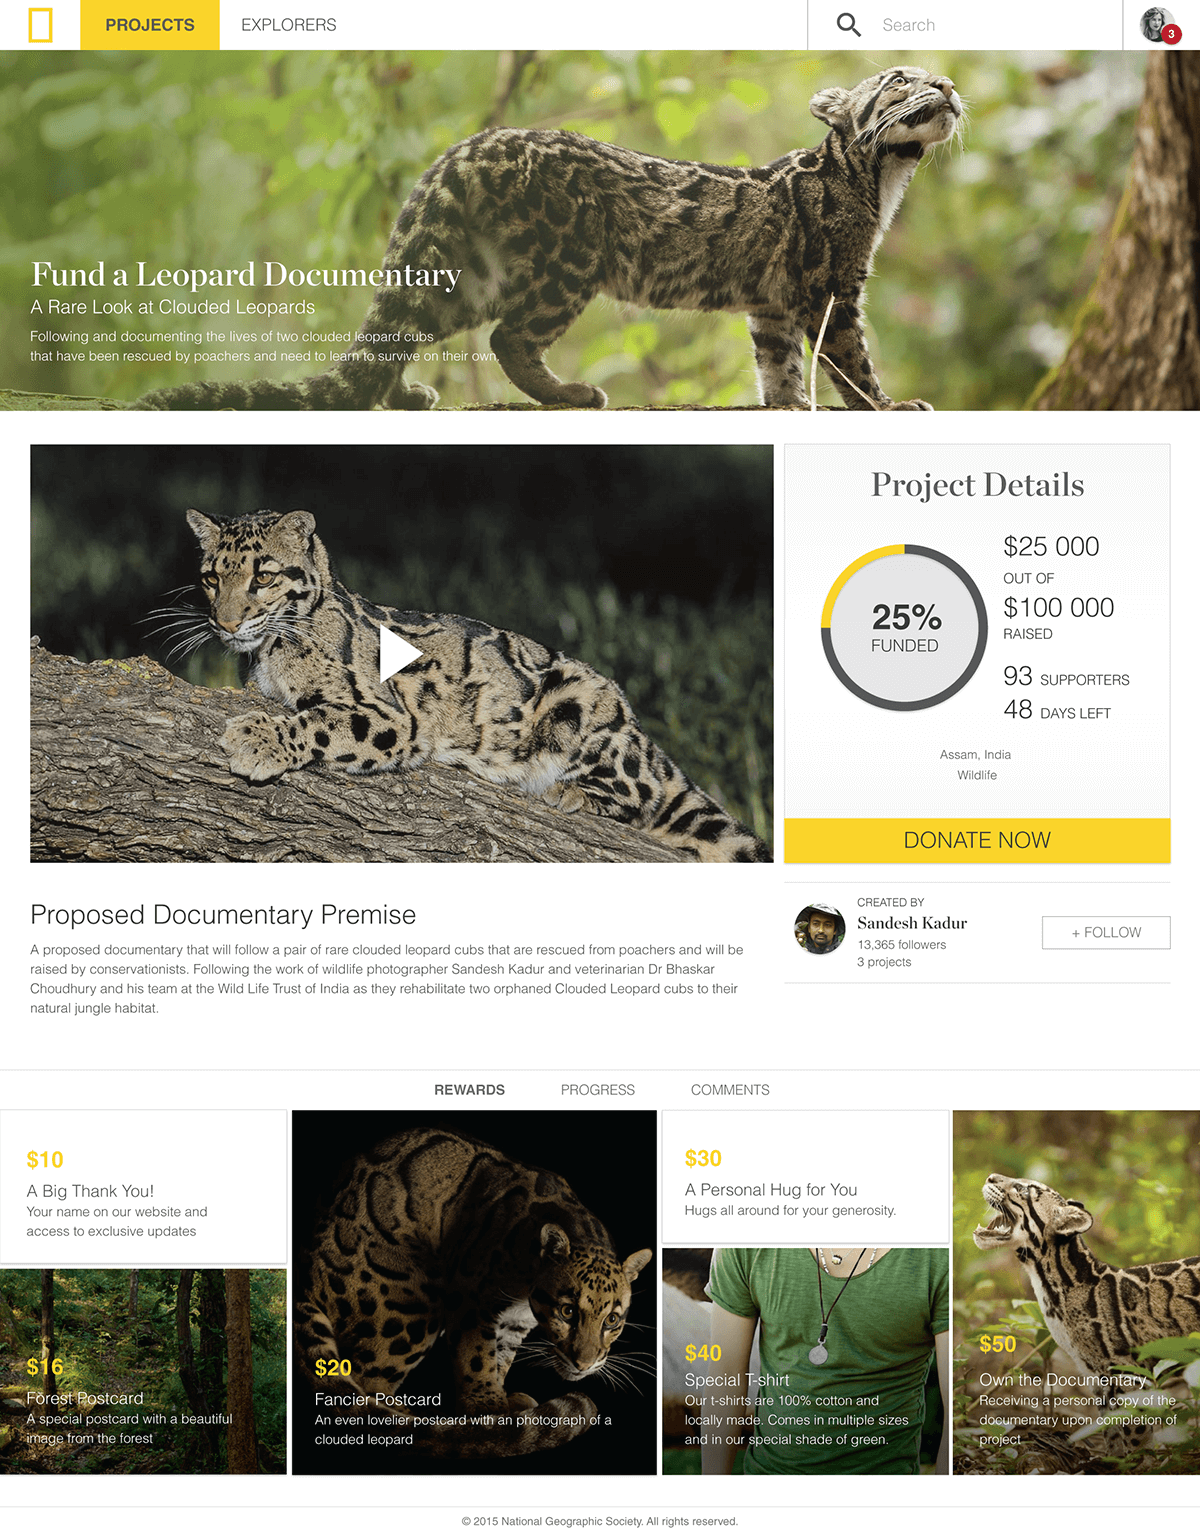 PROJECTS
EXPLORERS
Search
3
Fund a Leopard Documentary
A Rare Look at Clouded Leopards
Following and documenting the lives of two clouded leopard cubs
that have been rescued by poachers and need to learn to survive on their own.
Project Details
25%
FUNDED
$25 000
OUT OF
$100 000
RAISED
93 SUPPORTERS
48 DAYS LEFT
Assam, India
Wildlife
DONATE NOW
Proposed Documentary Premise
A proposed documentary that will follow a pair of rare clouded leopard cubs that are rescued from poachers and will be
raised by conservationists. Following the work of wildlife photographer Sandesh Kadur and veterinarian Dr Bhaskar
Choudhury and his team at the Wild Life Trust of India as they rehabilitate two orphaned Clouded Leopard cubs to their
natural jungle habitat.
CREATED BY
Sandesh Kadur
13,365 followers
3 projects
+ FOLLOW
REWARDS
PROGRESS
COMMENTS
$10
A Big Thank You!
Your name on our website and
access to exclusive updates
$16
Forest Postcard
A special postcard with a beautiful
image from the forest
$20
Fancier Postcard
An even lovelier postcard with an photograph of a
clouded leopard
$30
A Personal Hug for You
Hugs all around for your generosity.
$40
Special T-shirt
Our t-shirts are 100% cotton and
locally made. Comes in multiple sizes
and in our special shade of green.
$50
Own the Documentary
Receiving a personal copy of the
documentary upon completion of
project
© 2015 National Geographic Society. All rights reserved.